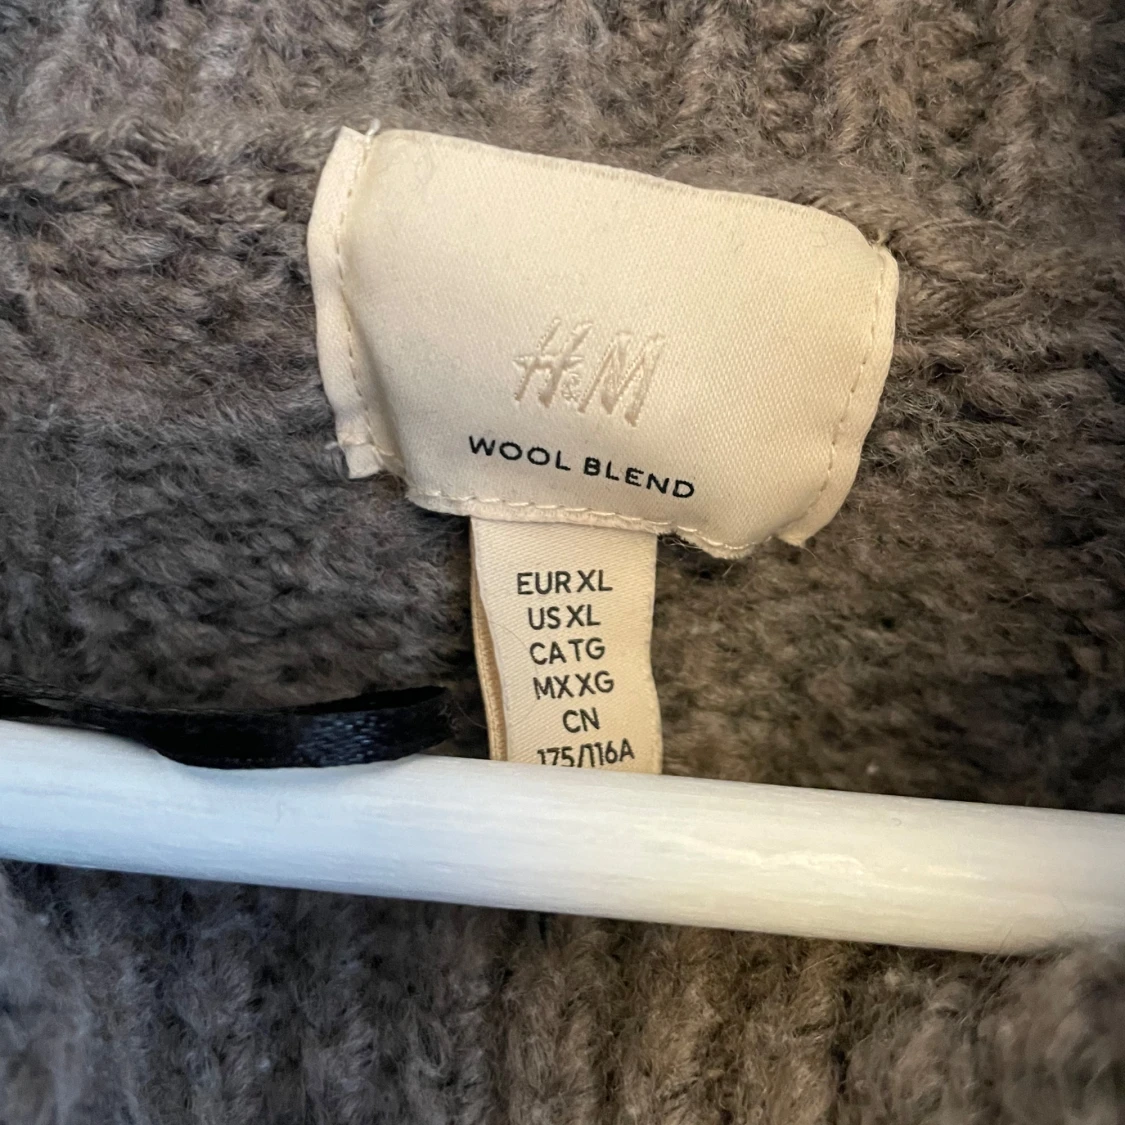 H&M
WOOL BLEND
EUR XL
US XL
CA TG
MX XG
CN
175/116A